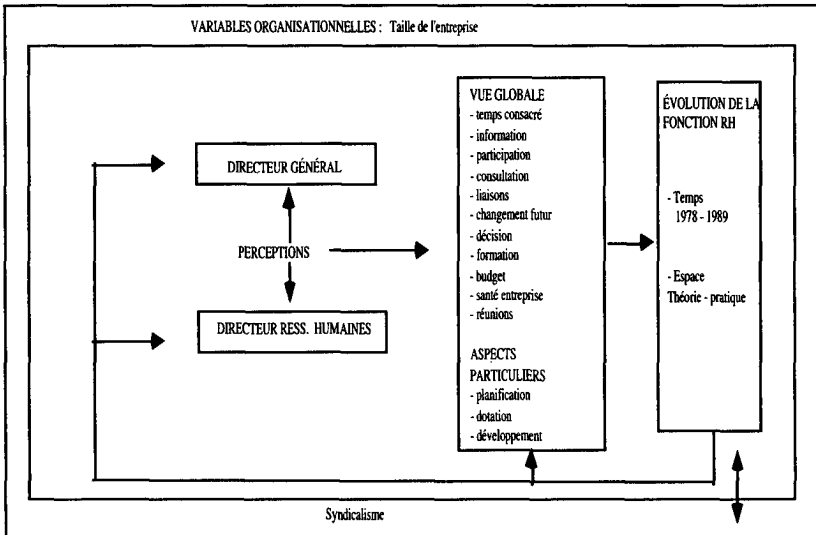 VARIABLES ORGANISATIONNELLES : Taille de l'entreprise
DIRECTEUR GÉNÉRAL
PERCEPTIONS
DIRECTEUR RESS. HUMAINES
VUE GLOBALE
- temps consacré
- information
- participation
- consultation
- liaisons
- changement futur
- décision
- formation
- budget
- santé entreprise
- réunions
ASPECTS
PARTICULIERS
- planification
- dotation
- développement
ÉVOLUTION DE LA
FONCTION RH
- Temps
1978 - 1989
- Espace
Théorie - pratique
Syndicalisme